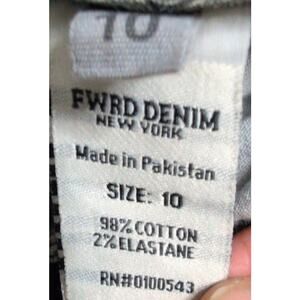 10
FWRD DENIM
NEW YORK
Made in Pakistan
SIZE: 10
98% COTTON
2% ELASTANE
RN#0100543